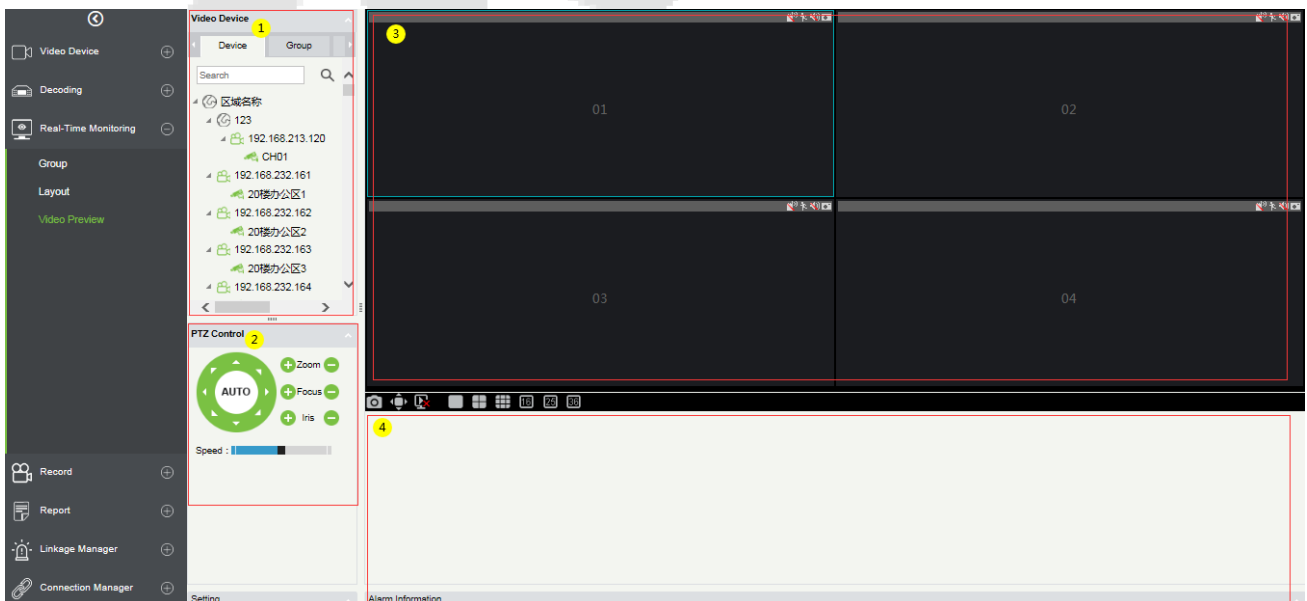 Video Device
Decoding
Real-Time Monitoring
Group
Layout
Video Preview
Record
Report
Linkage Manager
Connection Manager
Video Device
1
Device
Group
Search
区域名称
123
192.168.213.120
CH01
192.168.232.161
20楼办公区1
192.168.232.162
20楼办公区2
192.168.232.163
20楼办公区3
192.168.232.164
PTZ Control
2
AUTO
Zoom
Focus
Iris
Speed :
Setting
3
01
02
03
04
16
25
36
4
Alarm Information